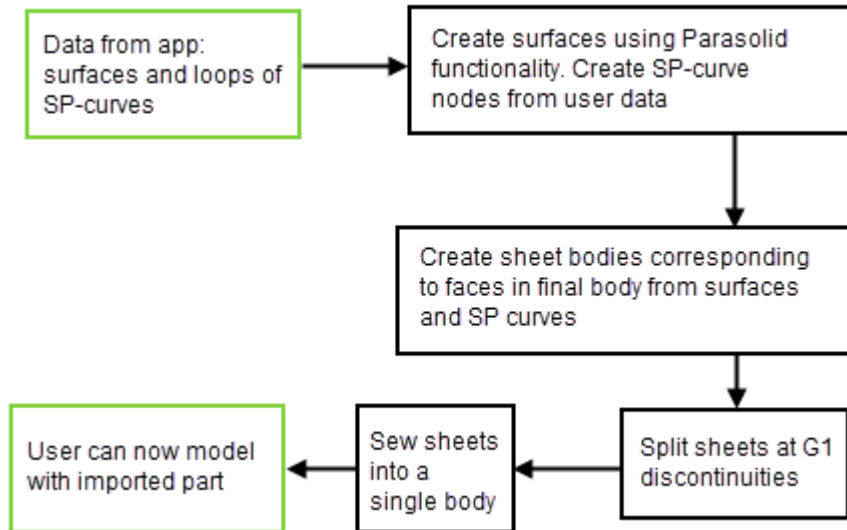 Data from app:
surfaces and loops of
SP-curves
Create surfaces using Parasolid
functionality. Create SP-curve
nodes from user data
Create sheet bodies corresponding
to faces in final body from surfaces
and SP curves
Split sheets at G1
discontinuities
Sew sheets
into a
single body
User can now model
with imported part